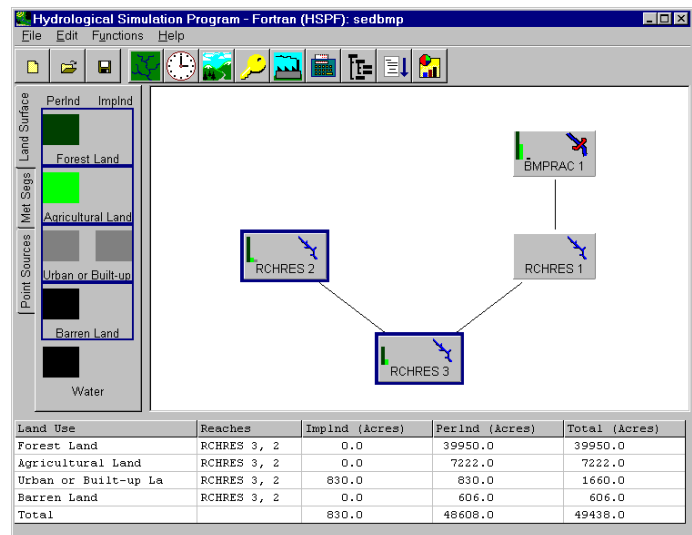 Hydrological Simulation Program - Fortran (HSPF): sedbmp
File Edit Functions Help
Land Surface
Met Segs
Point Sources
PerInd ImpInd
Forest Land
Agricultural Land
Urban or Built-up
Barren Land
Water
BMPRAC 1
RCHRES 2
RCHRES 1
RCHRES 3
Land Use Reaches ImpInd (Acres) PerInd (Acres) Total (Acres)
Forest Land RCHRES 3, 2 0.0 39950.0 39950.0
Agricultural Land RCHRES 3, 2 0.0 7222.0 7222.0
Urban or Built-up La RCHRES 3, 2 830.0 830.0 1660.0
Barren Land RCHRES 3, 2 0.0 606.0 606.0
Total 830.0 48608.0 49438.0